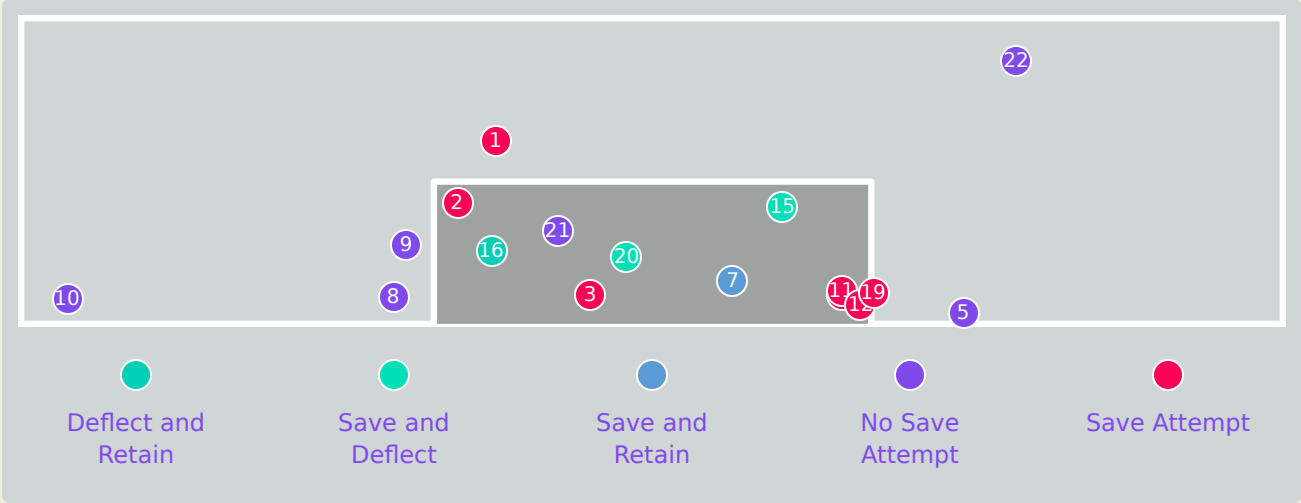 22
1
2
15
21
9
16
20
7
3
11
19
12
10
8
5
Deflect and
Retain
Save and
Deflect
Save and
Retain
No Save
Attempt
Save Attempt